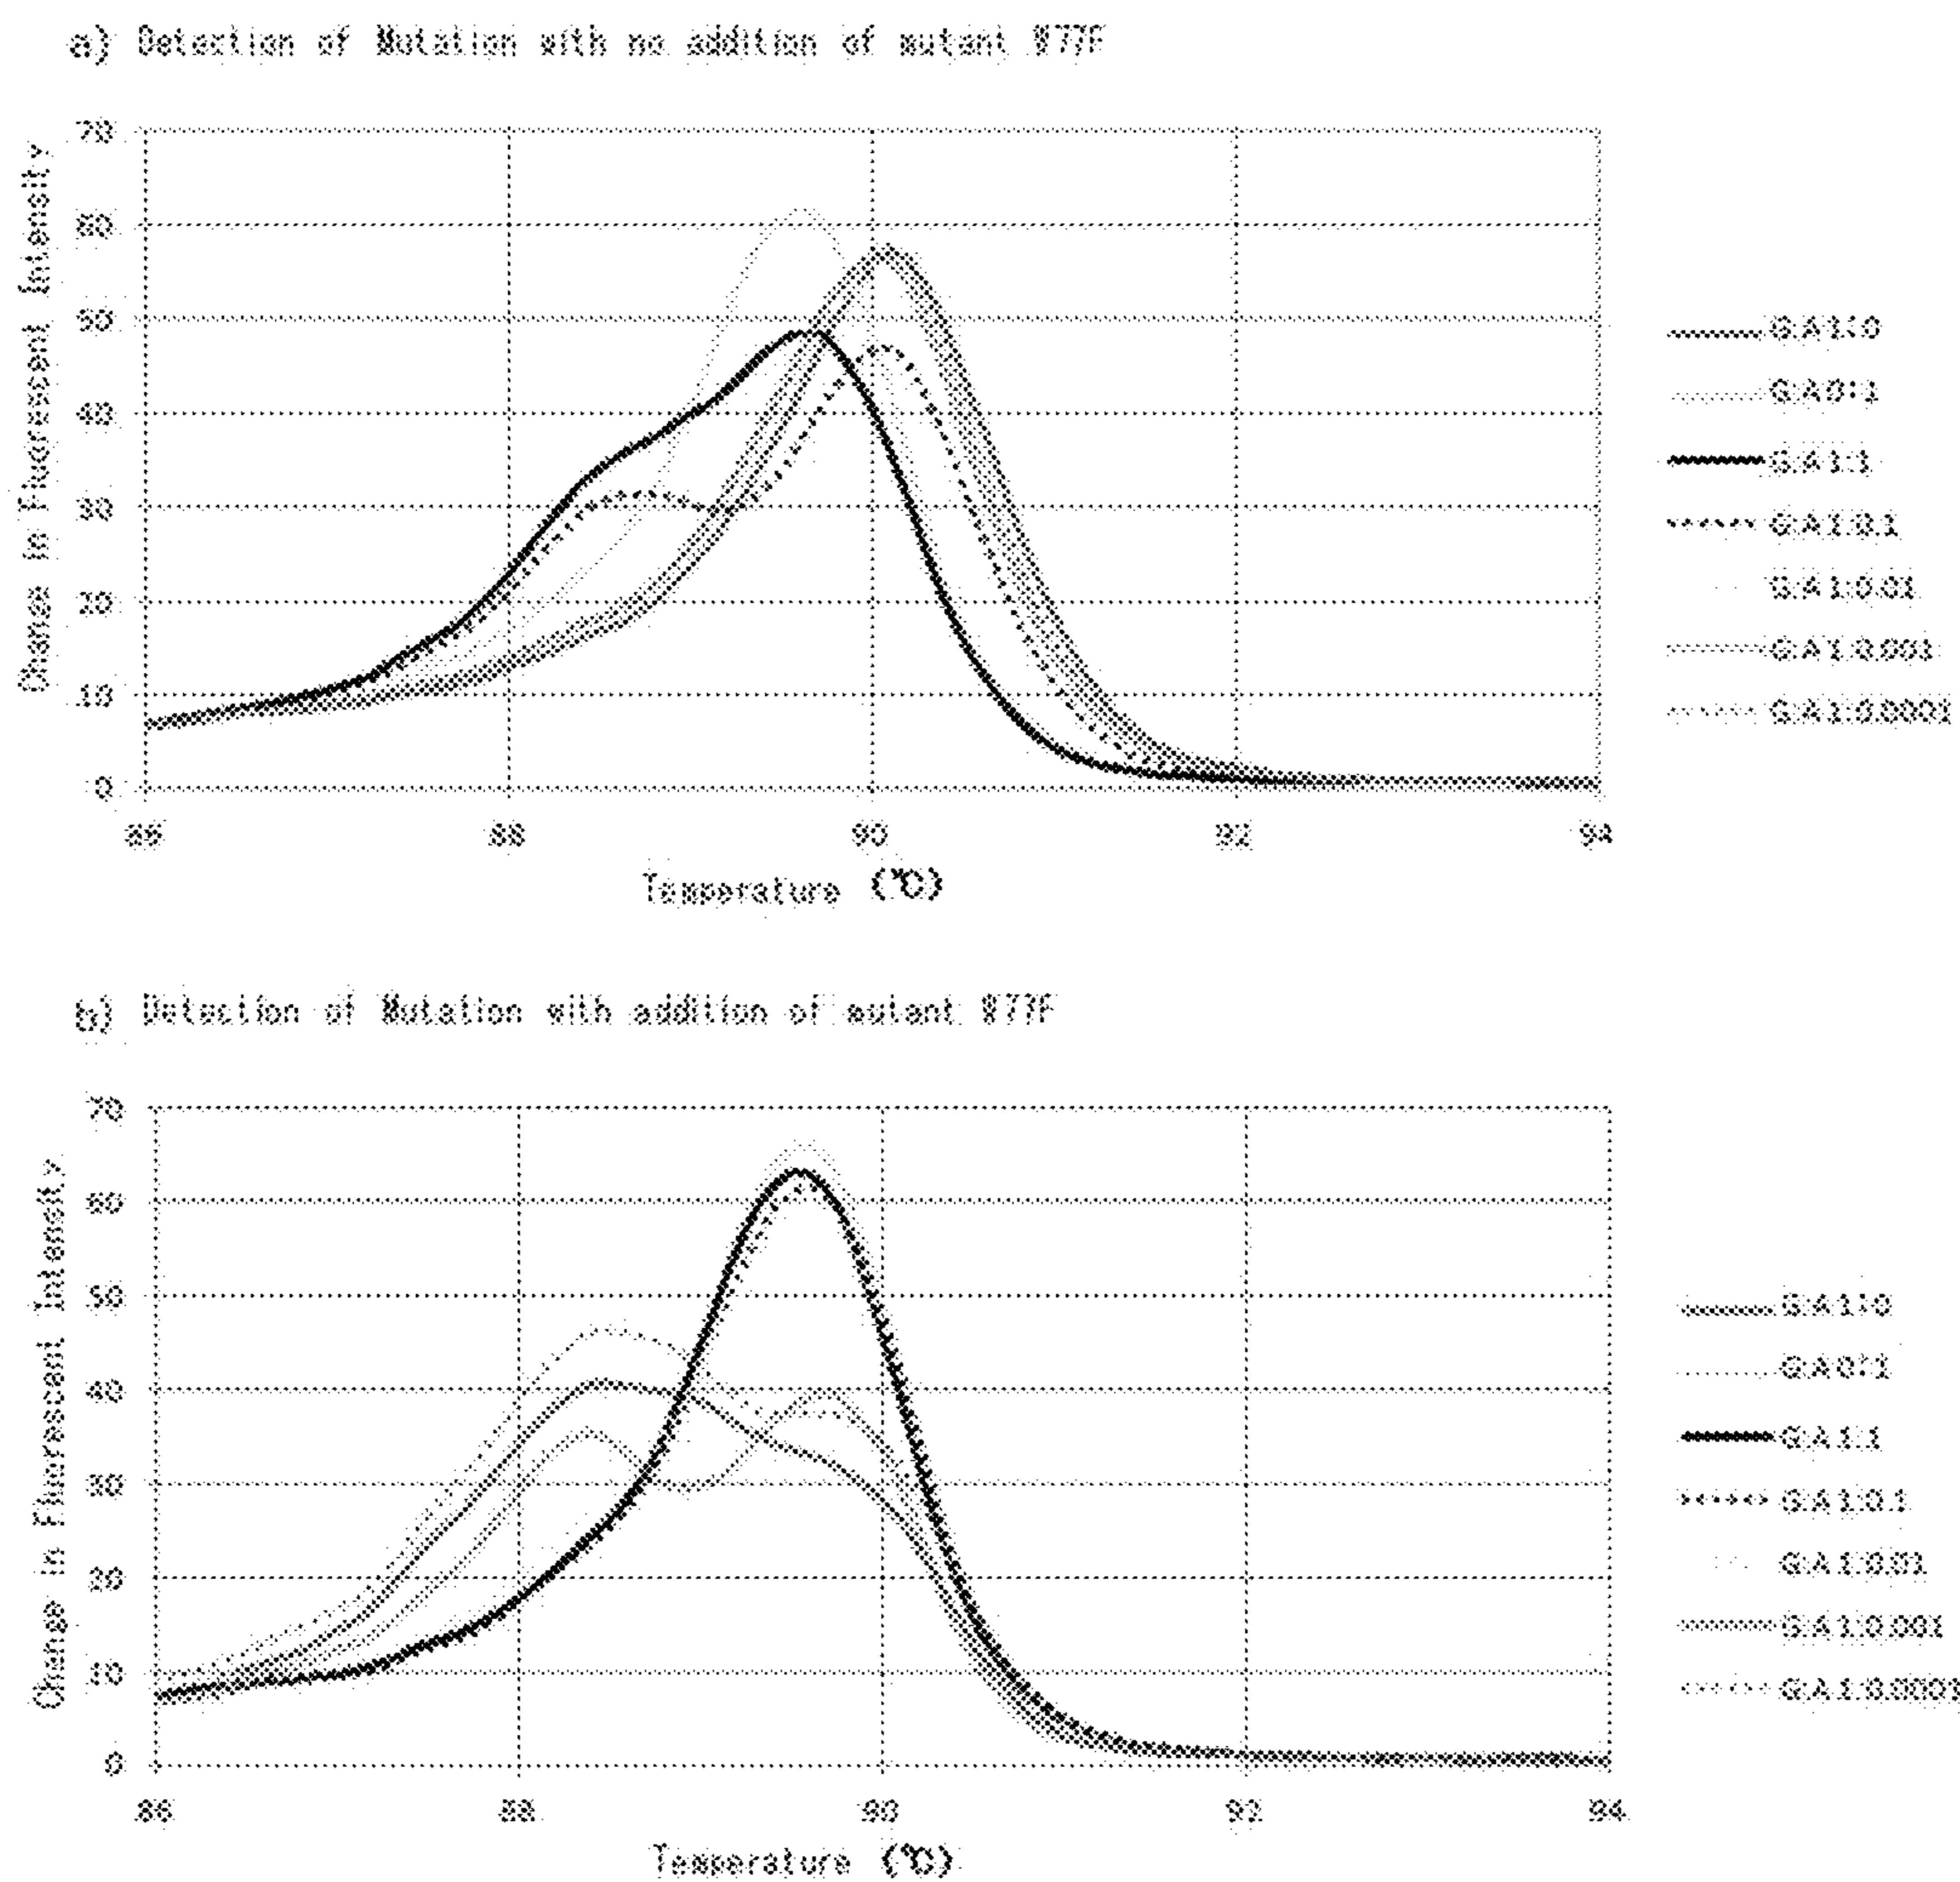 a) Detection of Mutation with no addition of mutant W77F
Change in Fluorescent Intensity
70
60
50
40
30
20
10
0
86
88
90
92
94
Temperature (℃)
G:A 1:0
G:A 0:1
G:A 1:1
G:A 1:0.1
G:A 1:0.01
G:A 1:0.001
G:A 1:0.0001
b) Detection of Mutation with addition of mutant W77F
Change in Fluorescent Intensity
70
60
50
40
30
20
10
0
86
88
90
92
94
Temperature (℃)
G:A 1:0
G:A 0:1
G:A 1:1
G:A 1:0.1
G:A 1:0.01
G:A 1:0.001
G:A 1:0.0001